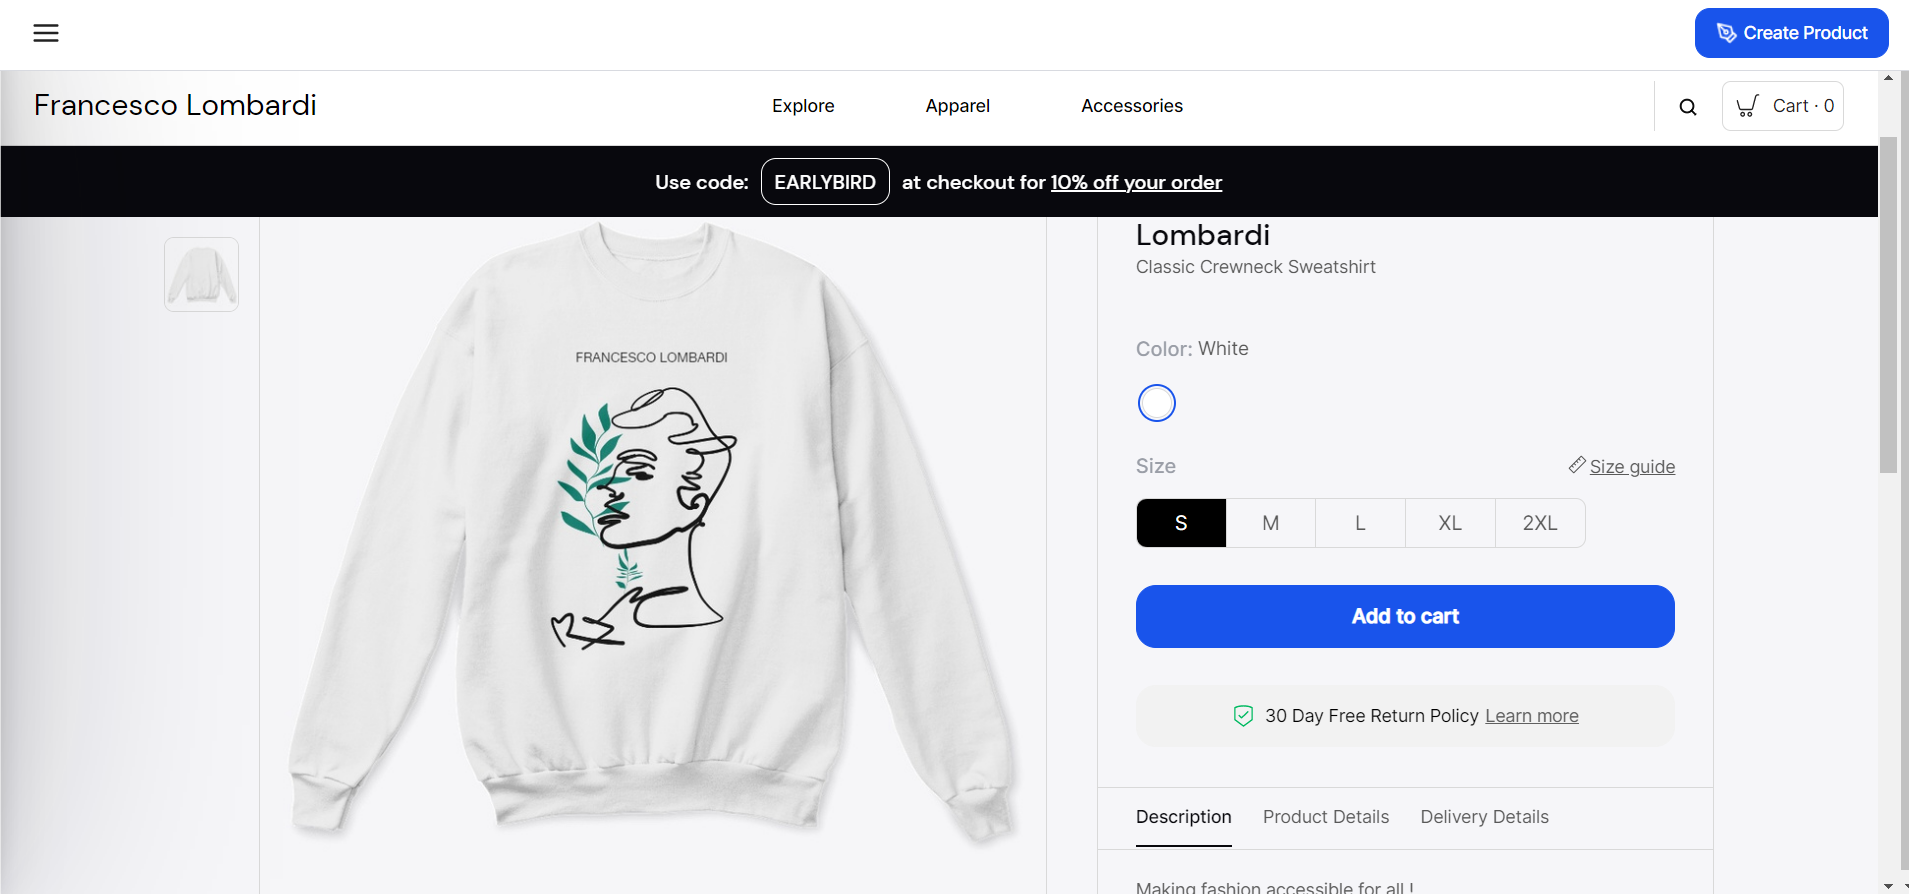 Create Product
Francesco Lombardi
Explore
Apparel
Accessories
Cart · 0
Use code: EARLYBIRD at checkout for 10% off your order
FRANCESCO LOMBARDI
Lombardi
Classic Crewneck Sweatshirt
Color: White
Size
Size guide
S
M
L
XL
2XL
Add to cart
30 Day Free Return Policy Learn more
Description
Product Details
Delivery Details
Making fashion accessible for all !